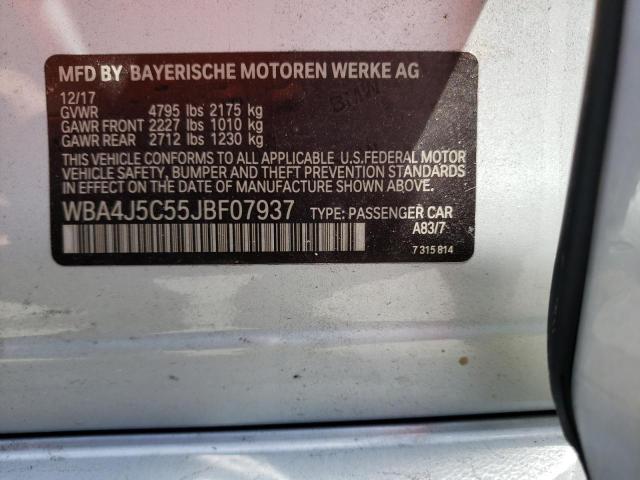 MFD BY BAYERISCHE MOTOREN WERKE AG
12/17
GVWR 4795 lbs 2175 kg
GAWR FRONT 2227 lbs 1010 kg
GAWR REAR 2712 lbs 1230 kg
BMW
THIS VEHICLE CONFORMS TO ALL APPLICABLE U.S.FEDERAL MOTOR
VEHICLE SAFETY, BUMPER AND THEFT PREVENTION STANDARDS
IN EFFECT ON THE DATE OF MANUFACTURE SHOWN ABOVE.
WBA4J5C55JBF07937 TYPE: PASSENGER CAR
A83/7
7 315 814